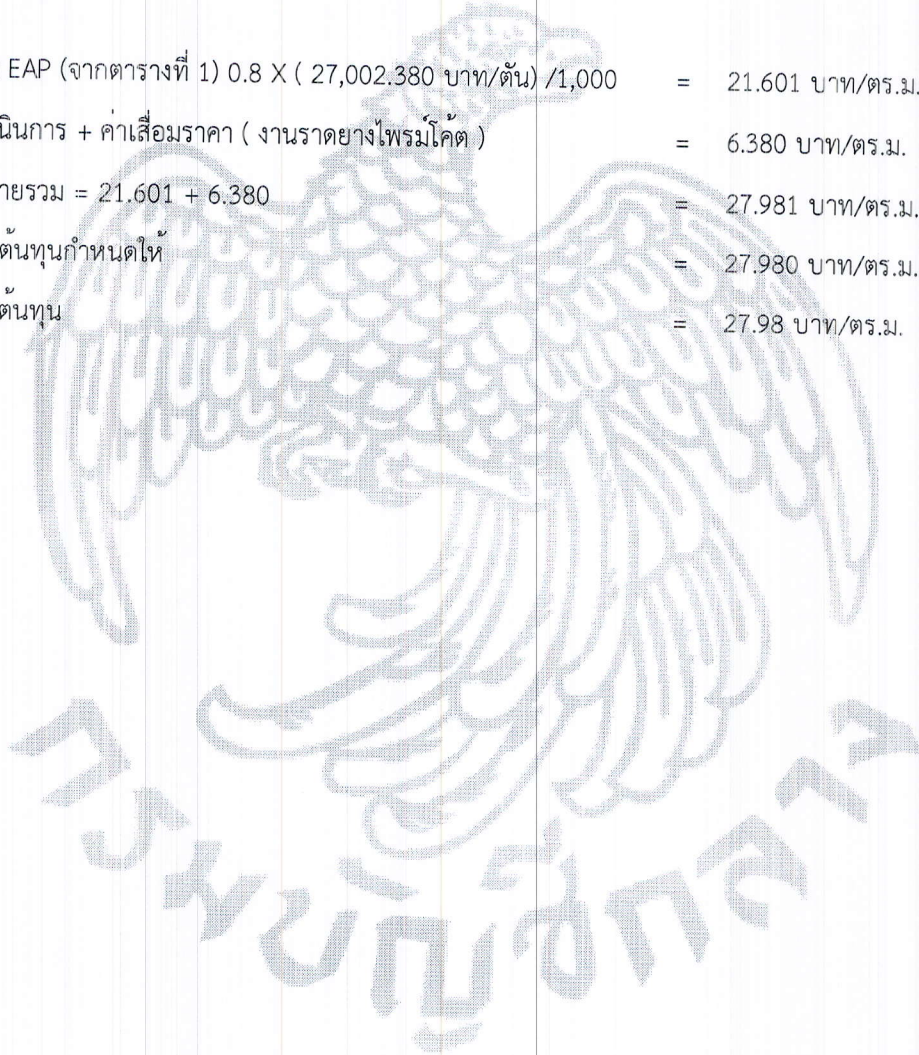 EAP (จากตารางที่ 1) 0.8 X ( 27,002.380 บาท/ตัน) /1,000 = 21.601 บาท/ตร.ม.
นินการ + ค่าเสื่อมราคา ( งานราดยางไพรม์โค้ต ) = 6.380 บาท/ตร.ม.
ายรวม = 21.601 + 6.380 = 27.981 บาท/ตร.ม.
ต้นทุนกำหนดให้ = 27.980 บาท/ตร.ม.
ต้นทุน = 27.98 บาท/ตร.ม.
กรมบัญชีกลาง